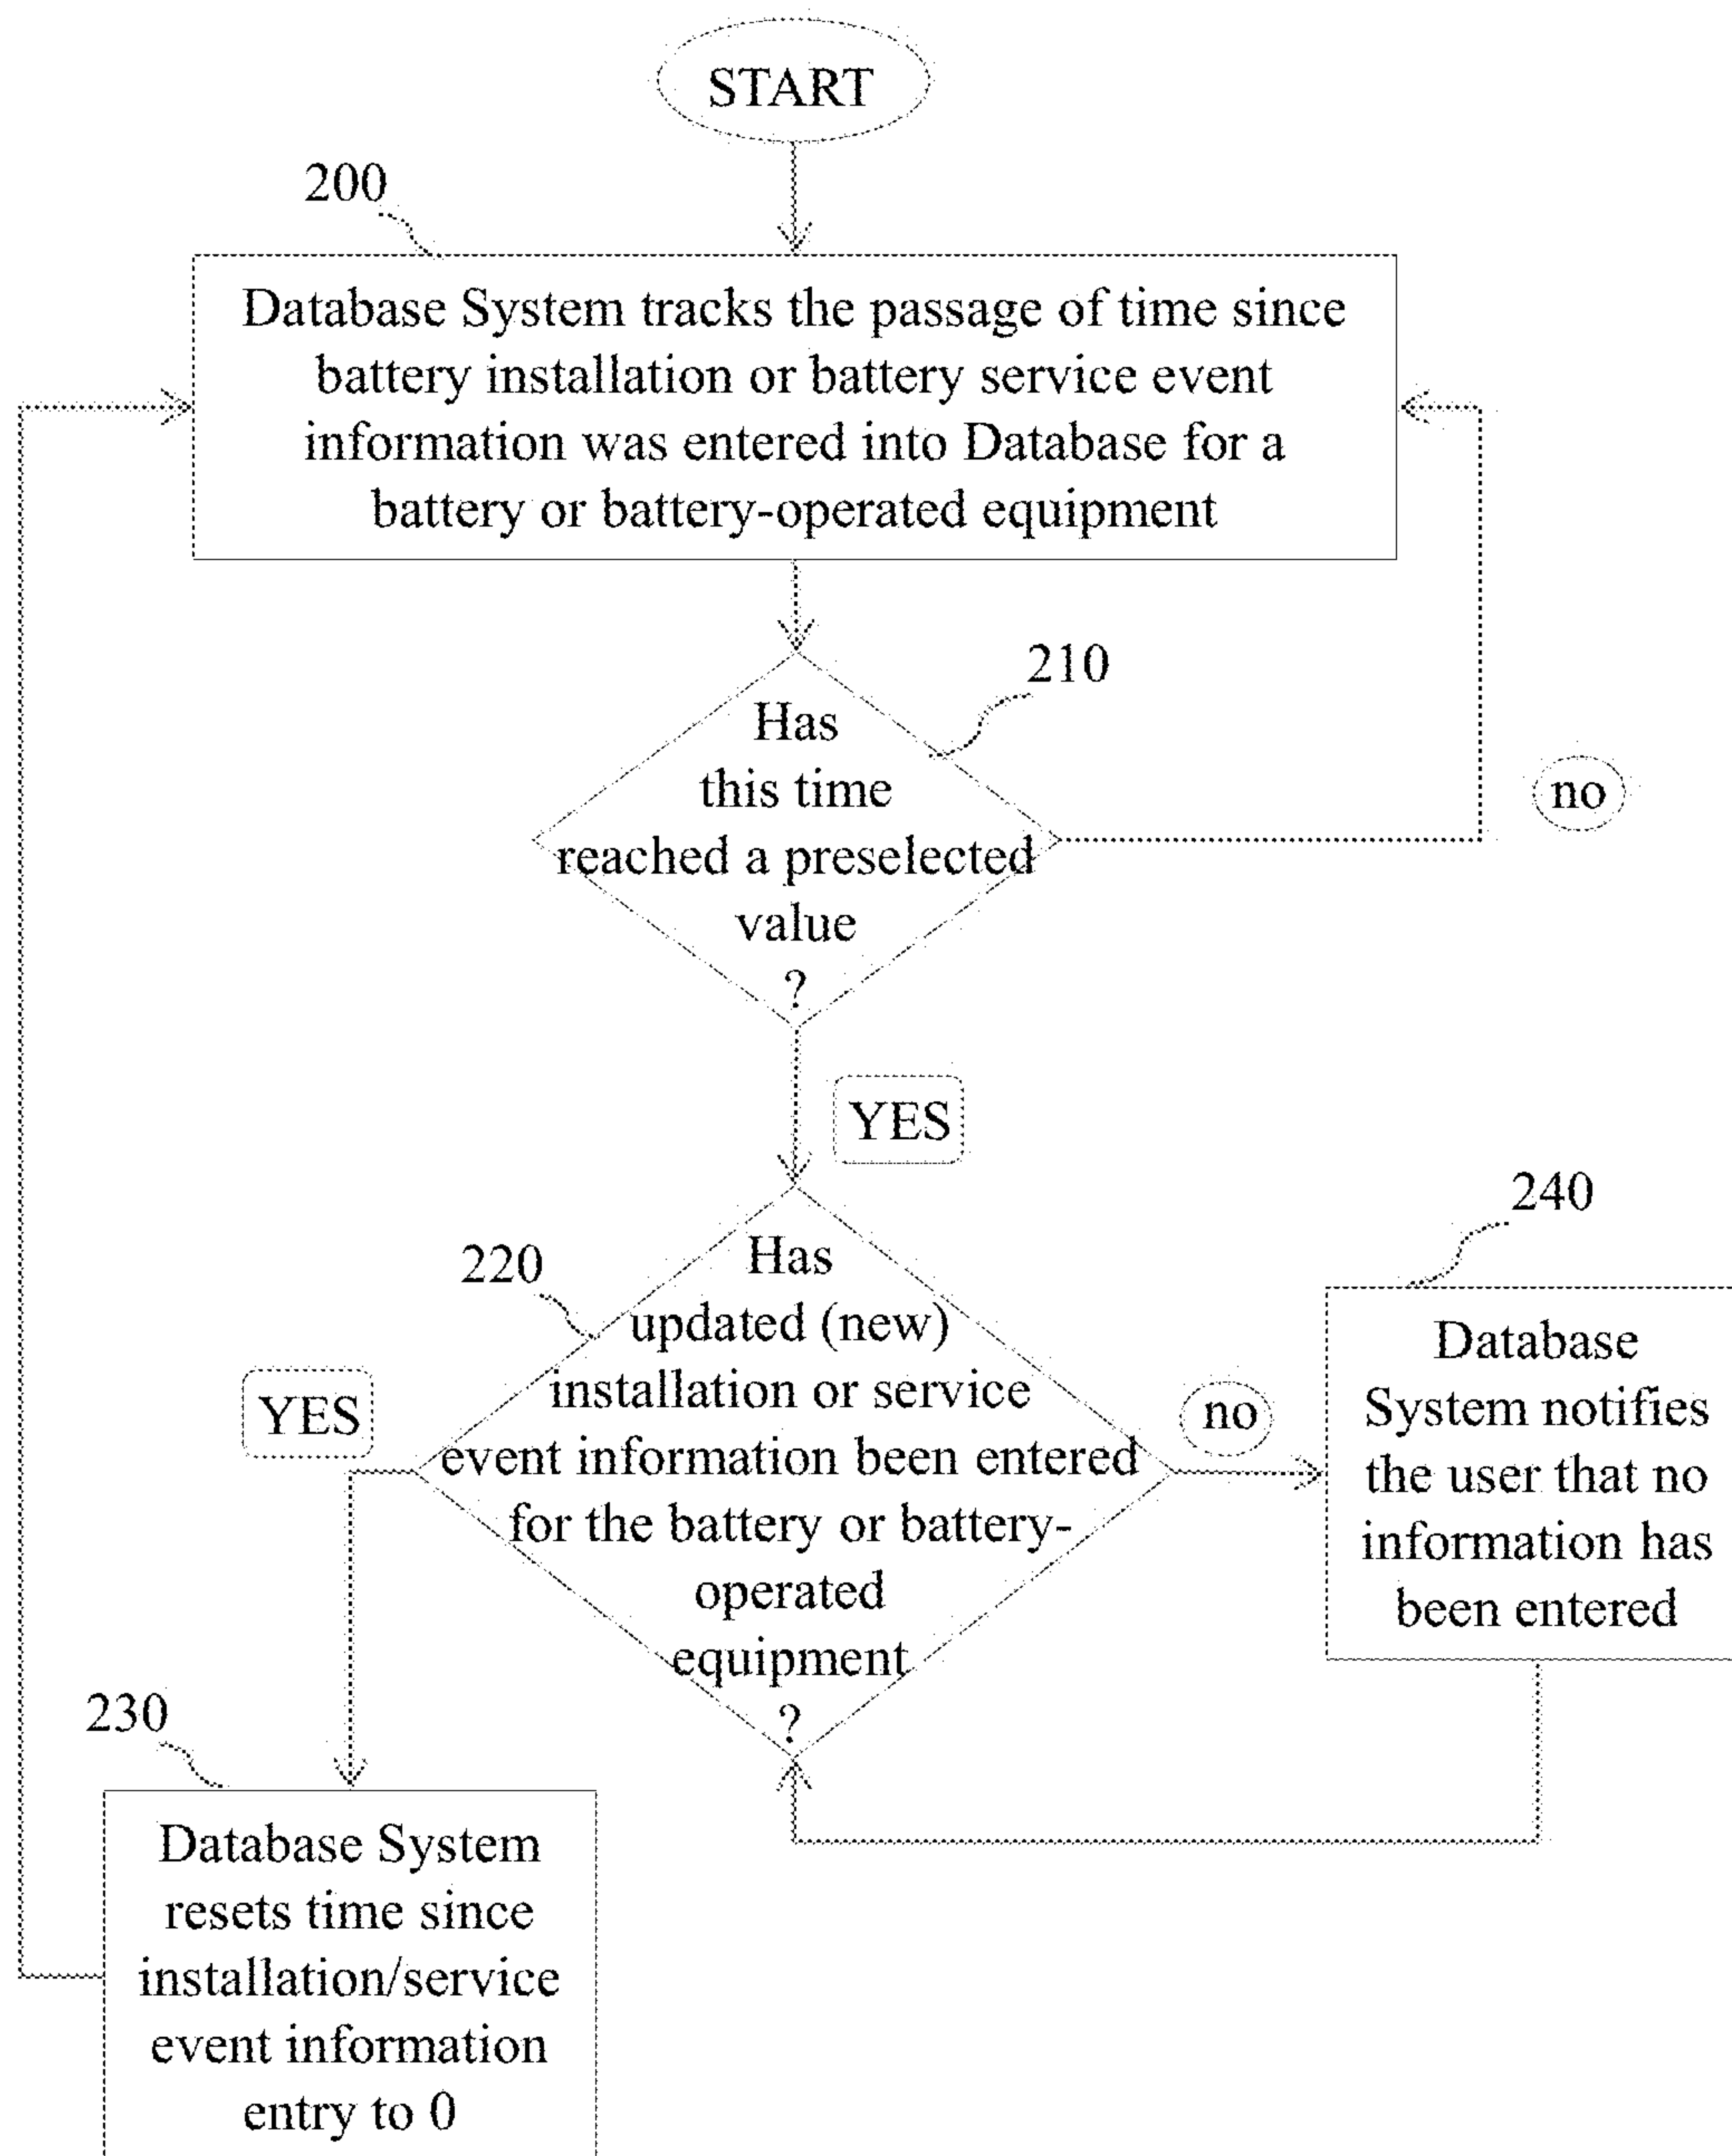 START
200
Database System tracks the passage of time since
battery installation or battery service event
information was entered into Database for a
battery or battery-operated equipment
210
Has
this time
reached a preselected
value
?
no
YES
220
Has
updated (new)
installation or service
event information been entered
for the battery or battery-
operated
equipment
?
YES
no
240
Database
System notifies
the user that no
information has
been entered
230
Database System
resets time since
installation/service
event information
entry to 0